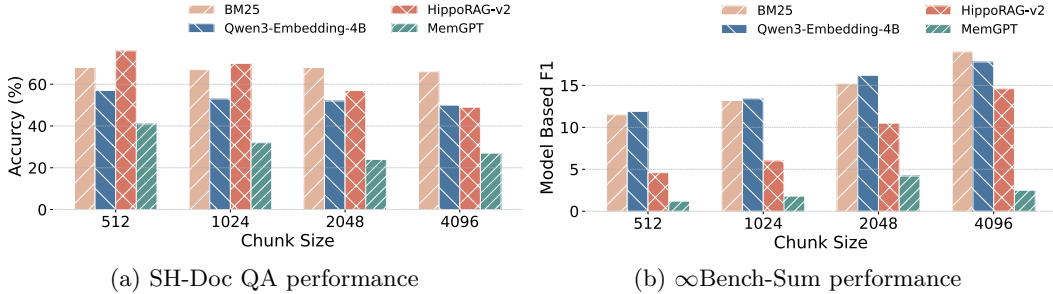 BM25 HippoRAG-v2
Qwen3-Embedding-4B MemGPT
Accurcy (%)
60
40
20
0
512 1024 2048 4096
Chunk Size
(a) SH-Doc QA performance
BM25 HippoRAG-v2
Qwen3-Embedding-4B MemGPT
Model Based F1
15
10
5
0
512 1024 2048 4096
Chunk Size
(b) ∞Bench-Sum performance